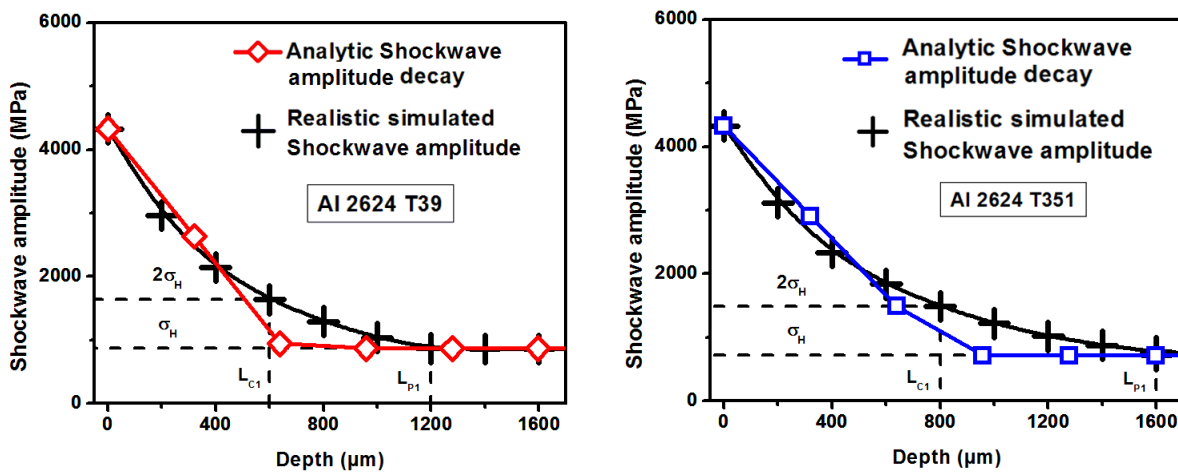 6000
4000
2000
0
Shockwave amplitude (MPa)
Analytic Shockwave
amplitude decay
Realistic simulated
Shockwave amplitude
Al 2624 T39
2σH
σH
LC1
LP1
0
400
800
1200
1600
Depth (µm)
6000
4000
2000
0
Shockwave amplitude (MPa)
Analytic Shockwave
amplitude decay
Realistic simulated
Shockwave amplitude
Al 2624 T351
2σH
σH
LC1
LP1
0
400
800
1200
1600
Depth (µm)